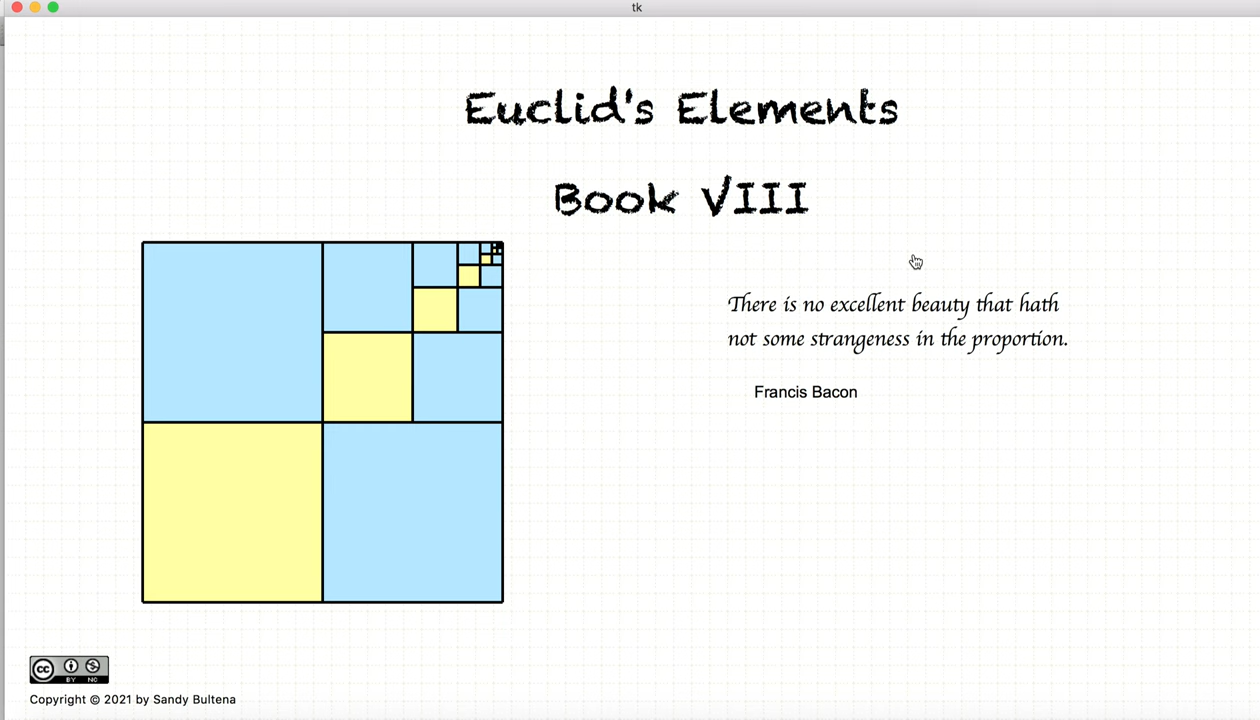 tk
Euclid's Elements
Book VIII
There is no excellent beauty that hath
not some strangeness in the proportion.
Francis Bacon
cc BY NC
Copyright © 2021 by Sandy Bultena